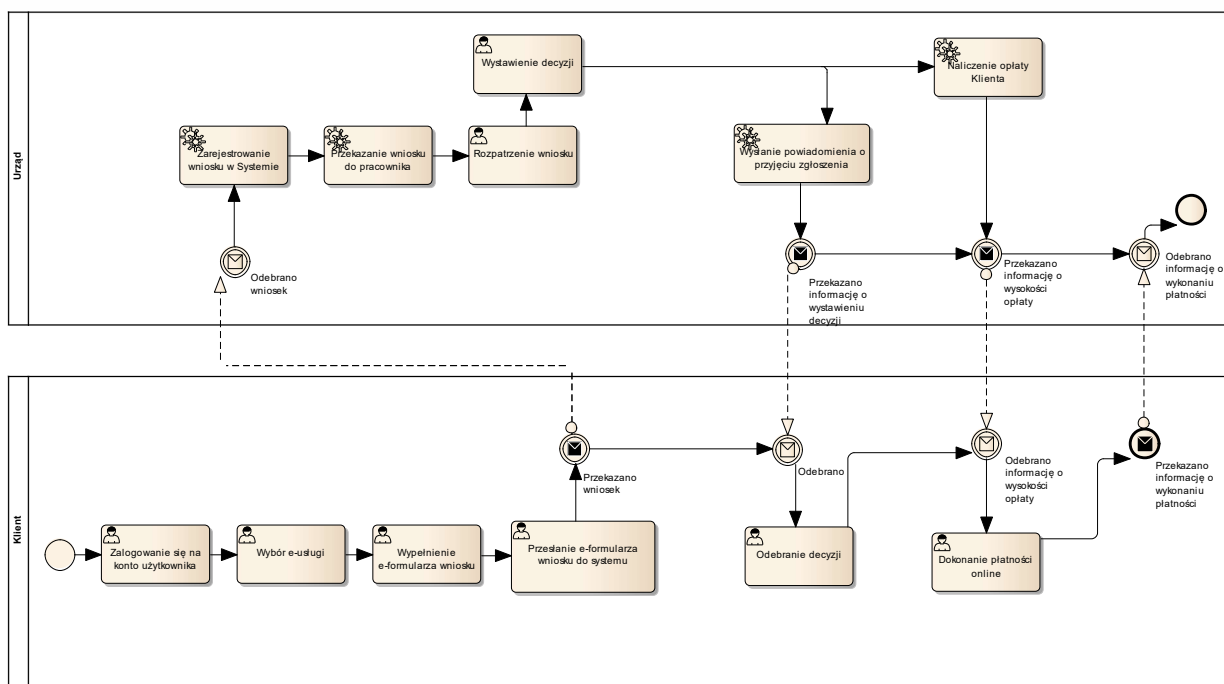 Urząd
Wystawienie decyzji
Naliczenie opłaty
Klienta
Zarejestrowanie
wniosku w Systemie
Przekazanie wniosku
do pracownika
Rozpatrzenie wniosku
Wysłanie powiadomienia o
przyjęciu zgłoszenia
Odebrano
wniosek
Przekazano
informację o
wystawieniu
decyzji
Przekazano
informację o
wysokości
opłaty
Odebrano
informację o
wykonaniu
płatności
Klient
Przekazano
wniosek
Odebrano
Odebrano
informację o
wysokości
opłaty
Przekazano
informację o
wykonaniu
płatności
Zalogowanie się na
konto użytkownika
Wybór e-usługi
Wypełnienie
e-formularza wniosku
Przesłanie e-formularza
wniosku do systemu
Odebranie decyzji
Dokonanie płatności
online